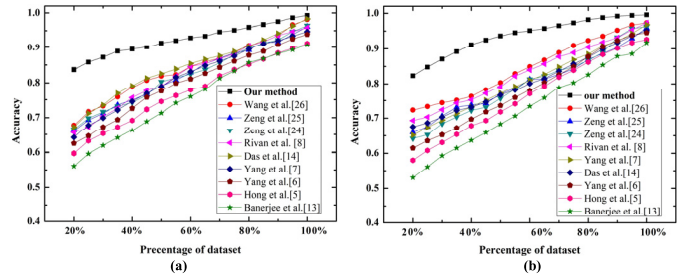 1.0
0.9
0.8
0.7
0.6
0.5
0.4
Accuracy
20% 40% 60% 80% 100%
Precentage of dataset
Our method
Wang et al.[26]
Zeng et al.[25]
Zeng et al.[24]
Rivan et al. [8]
Das et al.[14]
Yang et al.[7]
Yang et al.[6]
Hong et al.[5]
Banerjee et al.[13]
(a)
1.0
0.9
0.8
0.7
0.6
0.5
0.4
Accuracy
20% 40% 60% 80% 100%
Precentage of dataset
our method
Wang et al.[26]
Zeng et al.[25]
Zeng et al.[24]
Rivan et al. [8]
Yang et al.[7]
Das et al.[14]
Yang et al.[6]
Hong et al.[5]
Banerjee et al.[13]
(b)